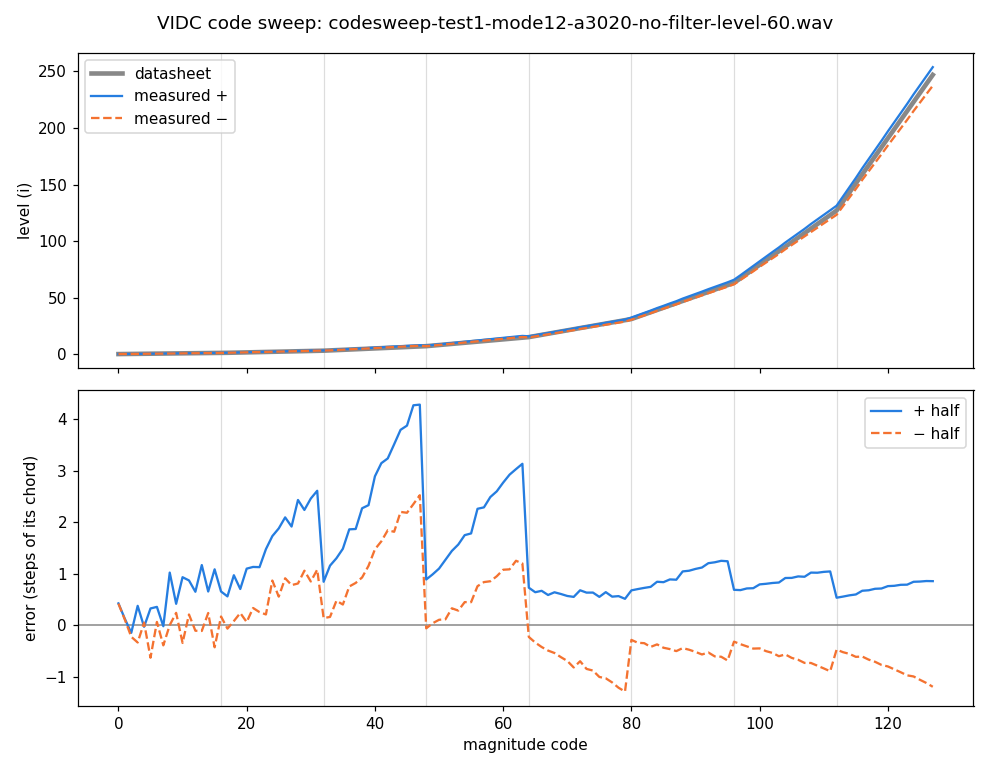 VIDC code sweep: codesweep-test1-mode12-a3020-no-filter-level-60.wav
level (i)
250
200
150
100
50
0
datasheet
measured +
measured −
error (steps of its chord)
4
3
2
1
0
−1
+ half
− half
0 20 40 60 80 100 120
magnitude code